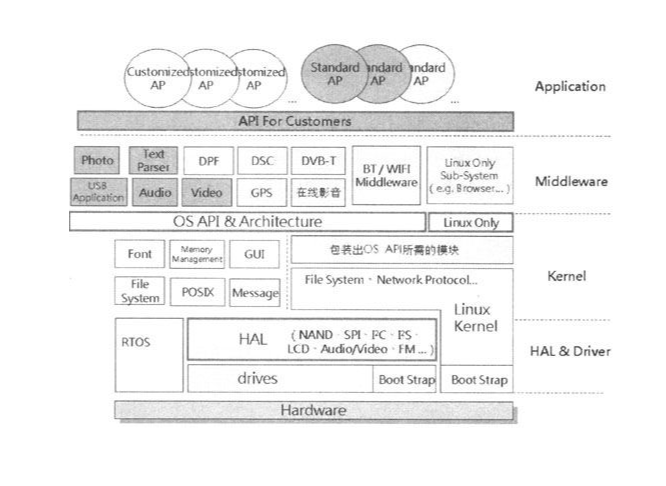 Customized
AP
stomized
AP
stomized
AP
...
Standard
AP
andard
AP
andard
AP
...
Application
API For Customers
Photo
Text
Parser
DPF
DSC
DVB-T
BT / WIFI
Middleware
Linux Only
Sub-System
( e.g. Browser... )
Middleware
USB
Application
Audio
Video
GPS
在线影音
OS API & Architecture
Linux Only
Font
Memory
Management
GUI
包装出OS API所需的模块
Kernel
File
System
POSIX
Message
File System、Network Protocol...
Linux
Kernel
RTOS
HAL
( NAND、SPI、I²C、I²S、
LCD、Audio/Video、FM ... )
HAL & Driver
drives
Boot Strap
Boot Strap
Hardware